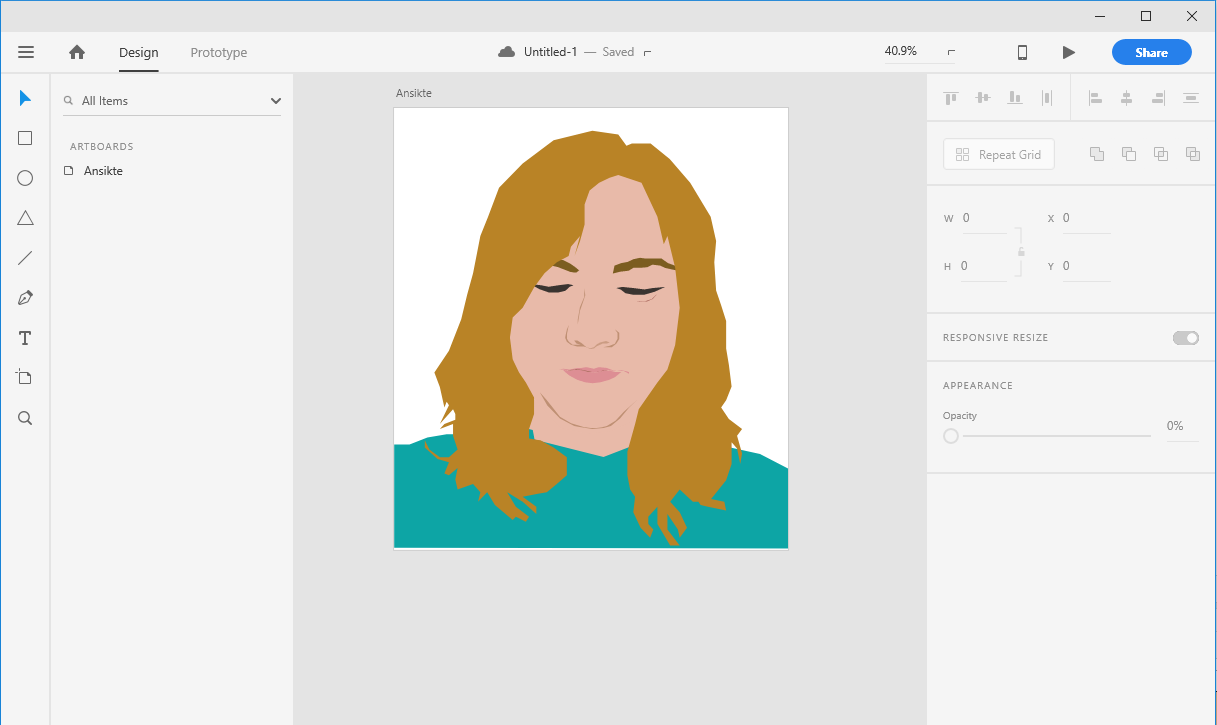 Design
Prototype
Untitled-1 — Saved
40.9%
Share
All Items
ARTBOARDS
Ansikte
Ansikte
Repeat Grid
W 0
X 0
H 0
Y 0
RESPONSIVE RESIZE
APPEARANCE
Opacity
0%